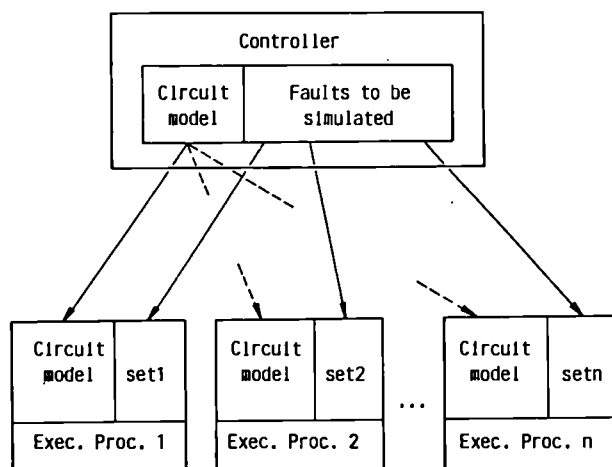 Controller
Circuit model
Faults to be simulated
Circuit model
set1
Exec. Proc. 1
Circuit model
set2
Exec. Proc. 2
...
Circuit model
setn
Exec. Proc. n